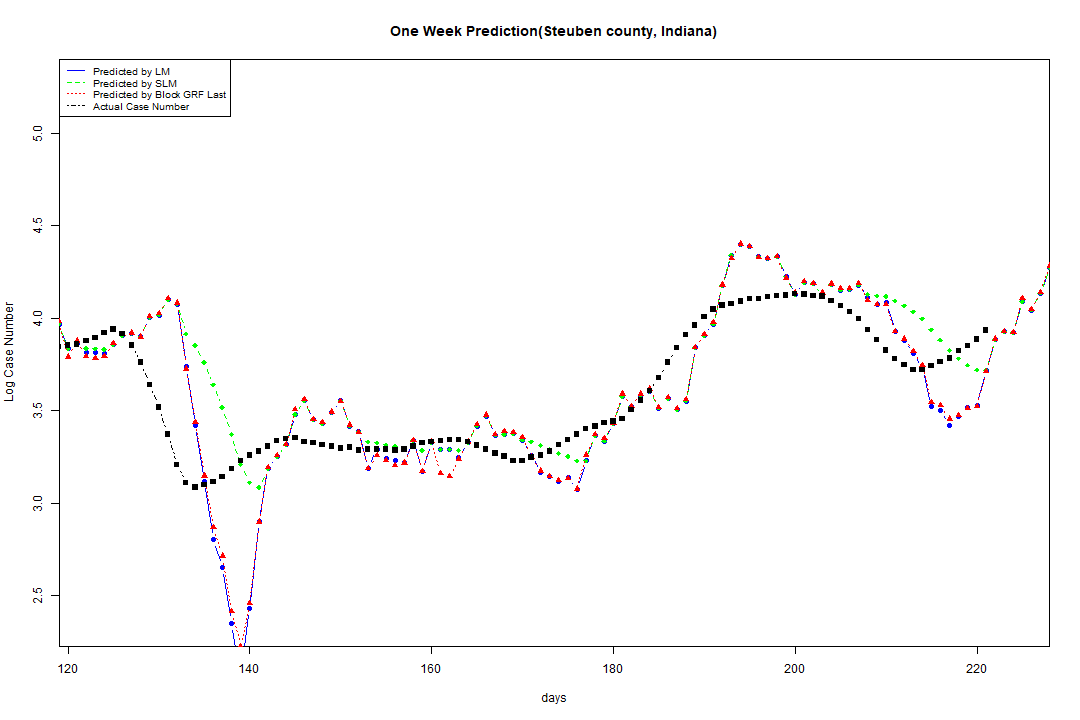 One Week Prediction(Steuben county, Indiana)
Predicted by LM
Predicted by SLM
Predicted by Block GRF Last
Actual Case Number
5.0
4.5
4.0
3.5
3.0
2.5
Log Case Number
120 140 160 180 200 220
days